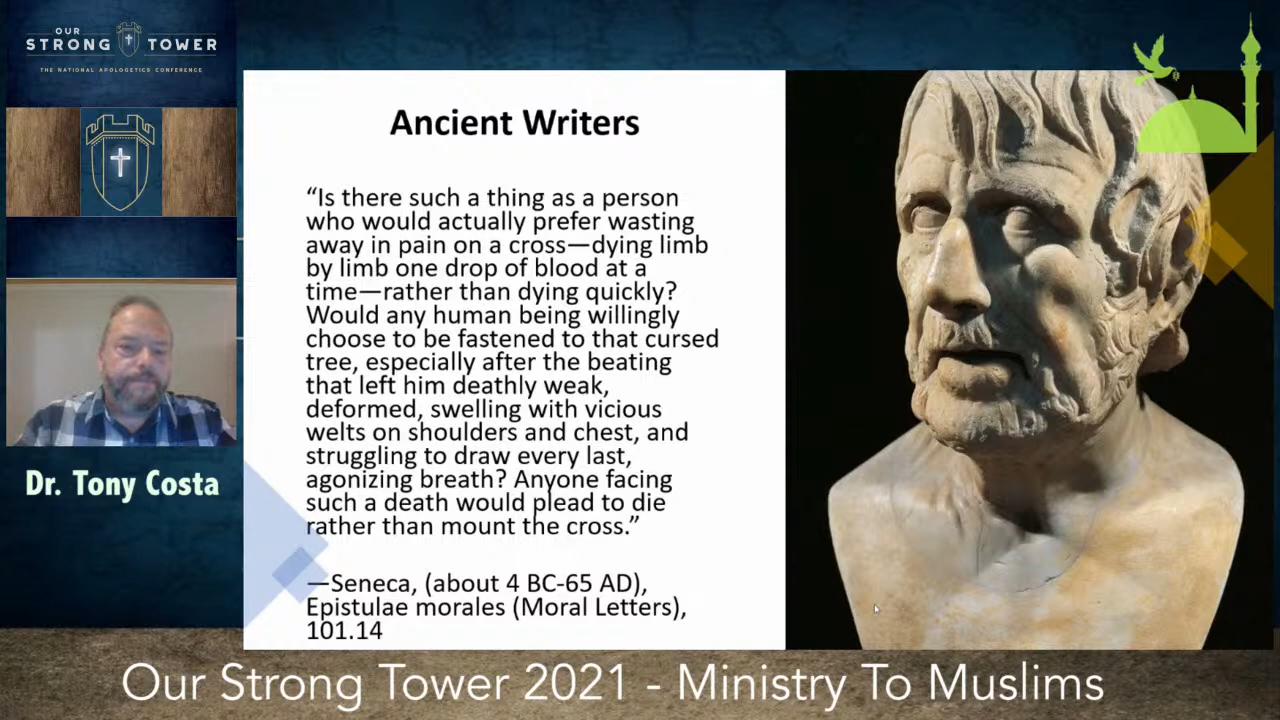 OUR
STRONG TOWER
THE NATIONAL APOLOGETICS CONFERENCE
Dr. Tony Costa
Ancient Writers
“Is there such a thing as a person
who would actually prefer wasting
away in pain on a cross—dying limb
by limb one drop of blood at a
time—rather than dying quickly?
Would any human being willingly
choose to be fastened to that cursed
tree, especially after the beating
that left him deathly weak,
deformed, swelling with vicious
welts on shoulders and chest, and
struggling to draw every last,
agonizing breath? Anyone facing
such a death would plead to die
rather than mount the cross.”
—Seneca, (about 4 BC-65 AD),
Epistulae morales (Moral Letters),
101.14
Our Strong Tower 2021 - Ministry To Muslims